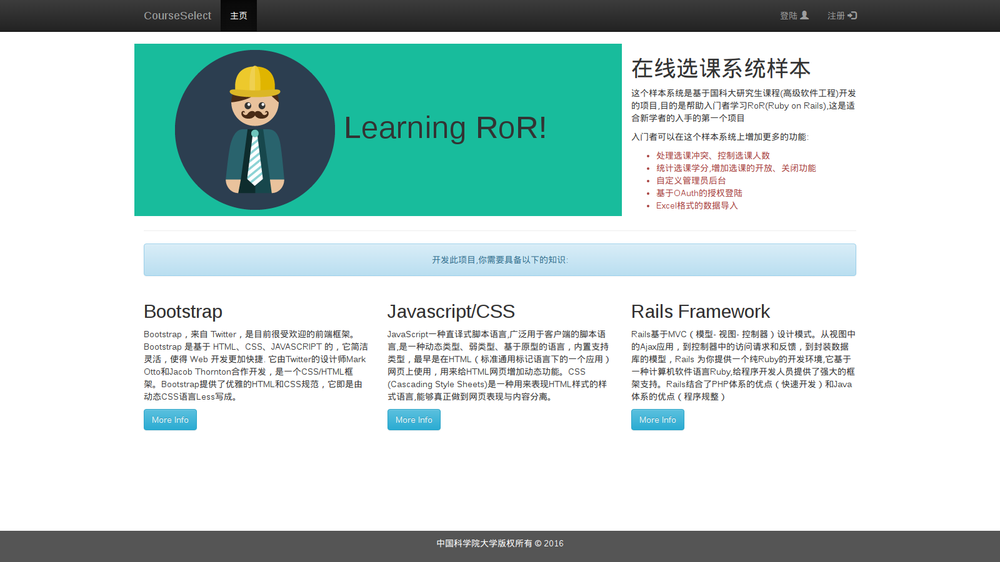 CourseSelect
主页
登陆
注册
Learning RoR!
在线选课系统样本
这个样本系统是基于国科大研究生课程(高级软件工程)开发
的项目,目的是帮助入门者学习RoR(Ruby on Rails),这是适
合新学者的入手的第一个项目
入门者可以在这个样本系统上增加更多的功能:
处理选课冲突、控制选课人数
统计选课学分,增加选课的开放、关闭功能
自定义管理员后台
基于OAuth的授权登陆
Excel格式的数据导入
开发此项目,你需要具备以下的知识:
Bootstrap
Bootstrap，来自 Twitter，是目前很受欢迎的前端框架。
Bootstrap 是基于 HTML、CSS、JAVASCRIPT 的，它简洁
灵活，使得 Web 开发更加快捷. 它由Twitter的设计师Mark
Otto和Jacob Thornton合作开发，是一个CSS/HTML框
架。Bootstrap提供了优雅的HTML和CSS规范，它即是由
动态CSS语言Less写成。
More Info
Javascript/CSS
JavaScript一种直译式脚本语言,广泛用于客户端的脚本语
言,是一种动态类型、弱类型、基于原型的语言，内置支持
类型，最早是在HTML（标准通用标记语言下的一个应用）
网页上使用，用来给HTML网页增加动态功能。CSS
(Cascading Style Sheets)是一种用来表现HTML样式的样
式语言,能够真正做到网页表现与内容分离。
More Info
Rails Framework
Rails基于MVC（模型- 视图- 控制器）设计模式。从视图中
的Ajax应用，到控制器中的访问请求和反馈，到封装数据
库的模型，Rails 为你提供一个纯Ruby的开发环境,它基于
一种计算机软件语言Ruby,给程序开发人员提供了强大的框
架支持。Rails结合了PHP体系的优点（快速开发）和Java
体系的优点（程序规整）
More Info
中国科学院大学版权所有 © 2016